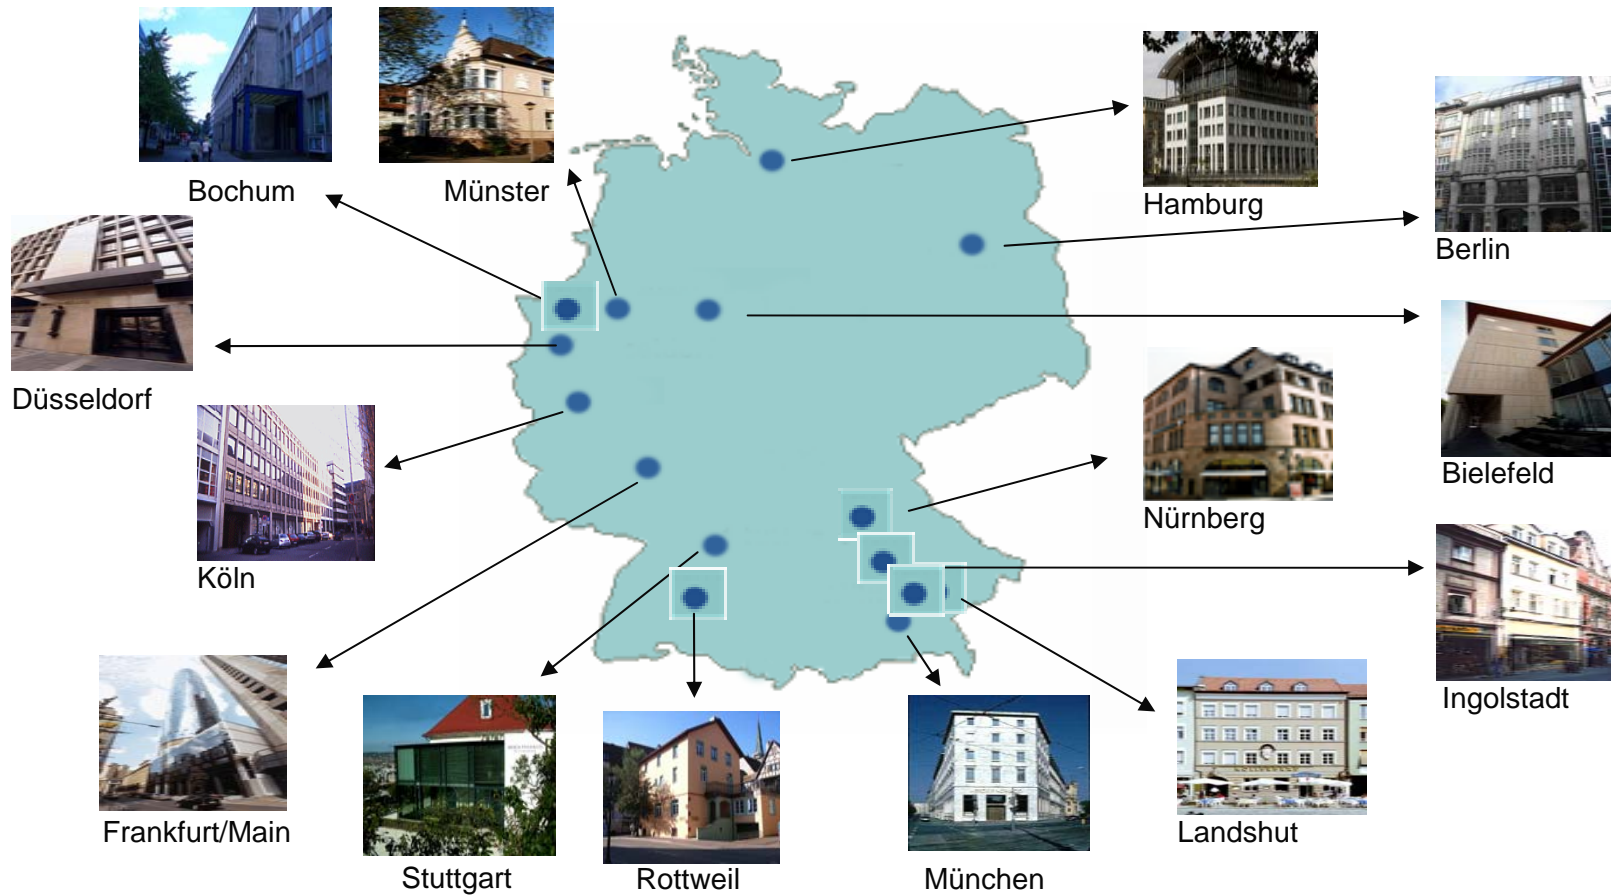 Bochum
Münster
Hamburg
Berlin
Düsseldorf
Bielefeld
Nürnberg
Köln
Ingolstadt
Frankfurt/Main
Landshut
Stuttgart
Rottweil
München